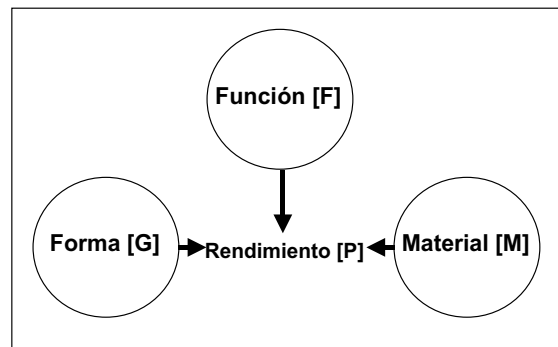 Función [F]
Forma [G]
Rendimiento [P]
Material [M]